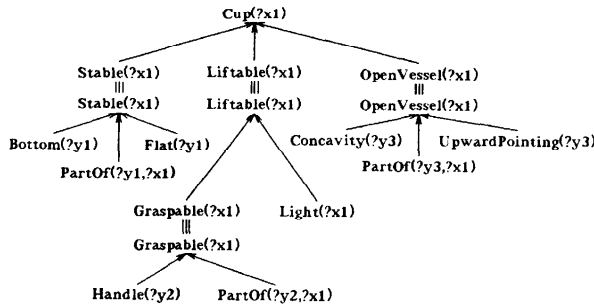 Cup(?x1)
Stable(?x1) Liftable(?x1) OpenVessel(?x1)
Stable(?x1) Liftable(?x1) OpenVessel(?x1)
Bottom(?y1) Flat(?y1) Concavity(?y3) UpwardPointing(?y3)
PartOf(?y1,?x1) PartOf(?y3,?x1)
Graspable(?x1) Light(?x1)
Graspable(?x1)
Handle(?y2) PartOf(?y2,?x1)